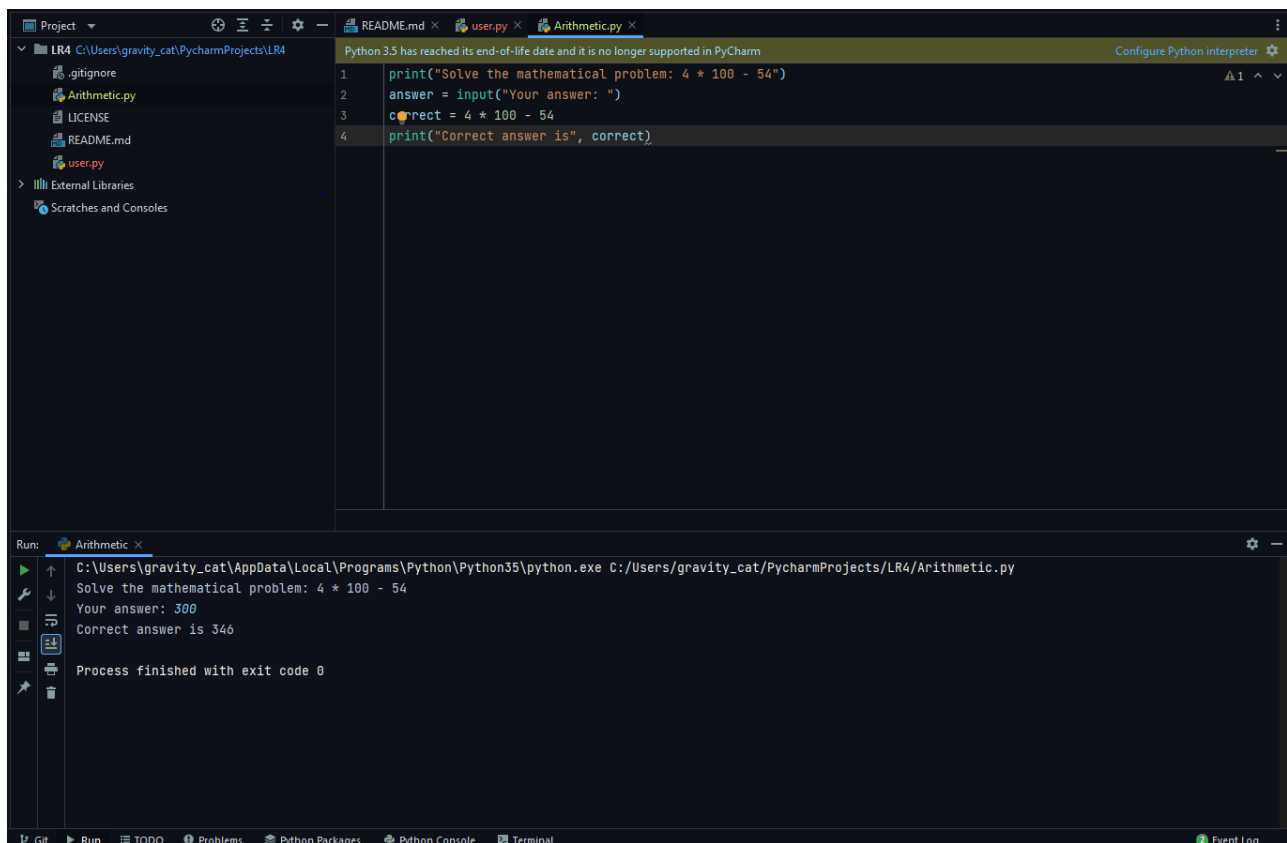 Project
README.md
user.py
Arithmetic.py
LR4 C:\Users\gravity_cat\PycharmProjects\LR4
.gitignore
Arithmetic.py
LICENSE
README.md
user.py
External Libraries
Scratches and Consoles
Python 3.5 has reached its end-of-life date and it is no longer supported in PyCharm
Configure Python interpreter
1 print("Solve the mathematical problem: 4 * 100 - 54")
2 answer = input("Your answer: ")
3 correct = 4 * 100 - 54
4 print("Correct answer is", correct)
1
Run: Arithmetic
C:\Users\gravity_cat\AppData\Local\Programs\Python\Python35\python.exe C:/Users/gravity_cat/PycharmProjects/LR4/Arithmetic.py
Solve the mathematical problem: 4 * 100 - 54
Your answer: 300
Correct answer is 346
Process finished with exit code 0
Git Run TODO Problems Python Packages Python Console Terminal 2 Event Log